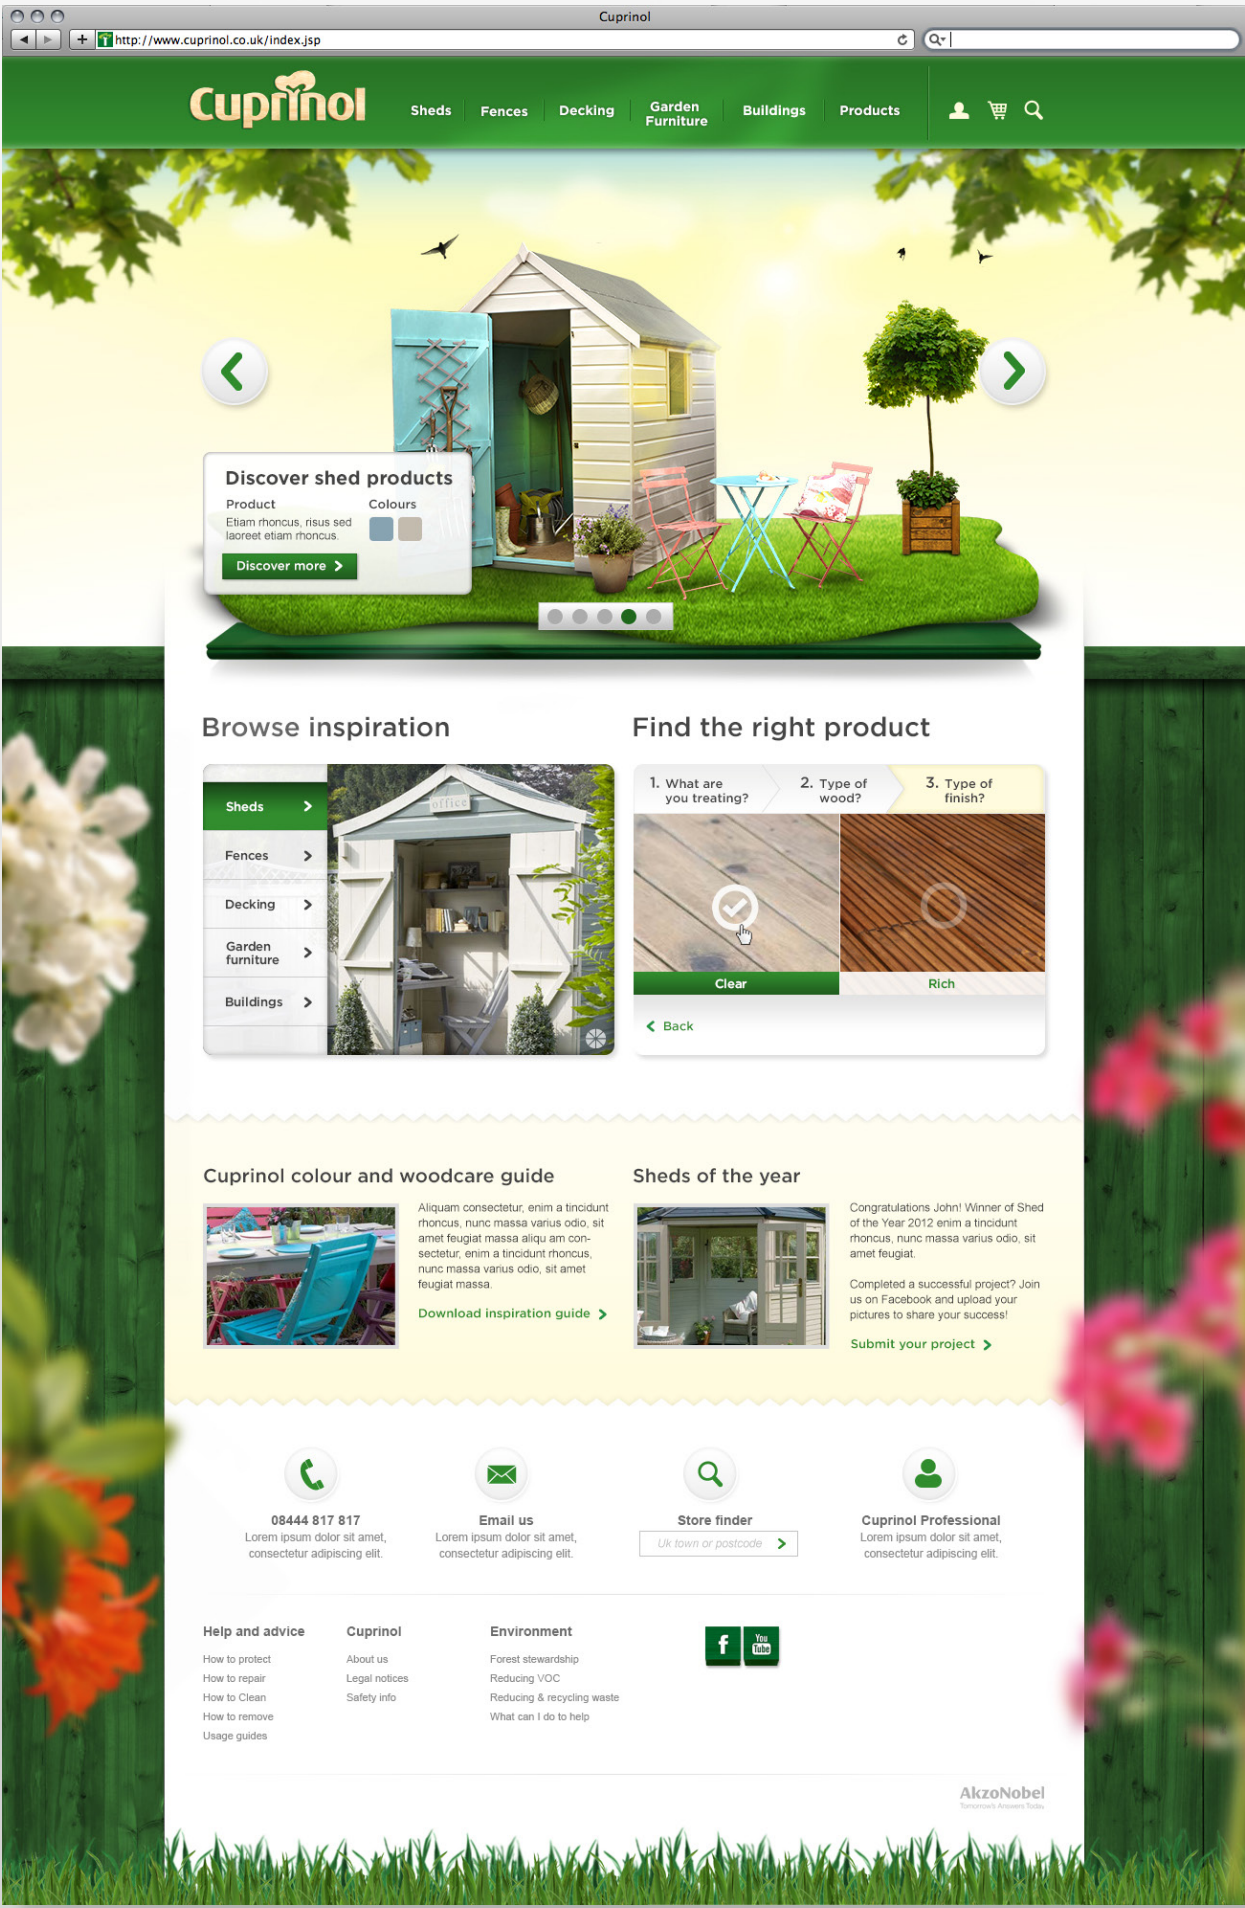 Cuprinol
http://www.cuprinol.co.uk/index.jsp
Cuprinol
Sheds
Fences
Decking
Garden
Furniture
Buildings
Products
Discover shed products
Product
Colours
Etiam rhoncus, risus sed
laoreet etiam rhoncus.
Discover more
Browse inspiration
Sheds
Fences
Decking
Garden
furniture
Buildings
office
Find the right product
1. What are
you treating?
2. Type of
wood?
3. Type of
finish?
Clear
Rich
Back
Cuprinol colour and woodcare guide
Aliquam consectetur, enim a tincidunt
rhoncus, nunc massa varius odio, sit
amet feugiat massa aliqu am con-
sectetur, enim a tincidunt rhoncus,
nunc massa varius odio, sit amet
feugiat massa.
Download inspiration guide
Sheds of the year
Congratulations John! Winner of Shed
of the Year 2012 enim a tincidunt
rhoncus, nunc massa varius odio, sit
amet feugiat.
Completed a successful project? Join
us on Facebook and upload your
pictures to share your success!
Submit your project
08444 817 817
Lorem ipsum dolor sit amet,
consectetur adipiscing elit.
Email us
Lorem ipsum dolor sit amet,
consectetur adipiscing elit.
Store finder
Uk town or postcode
Cuprinol Professional
Lorem ipsum dolor sit amet,
consectetur adipiscing elit.
Help and advice
How to protect
How to repair
How to Clean
How to remove
Usage guides
Cuprinol
About us
Legal notices
Safety info
Environment
Forest stewardship
Reducing VOC
Reducing & recycling waste
What can I do to help
f
You
Tube
AkzoNobel
Tomorrow's Answers Today